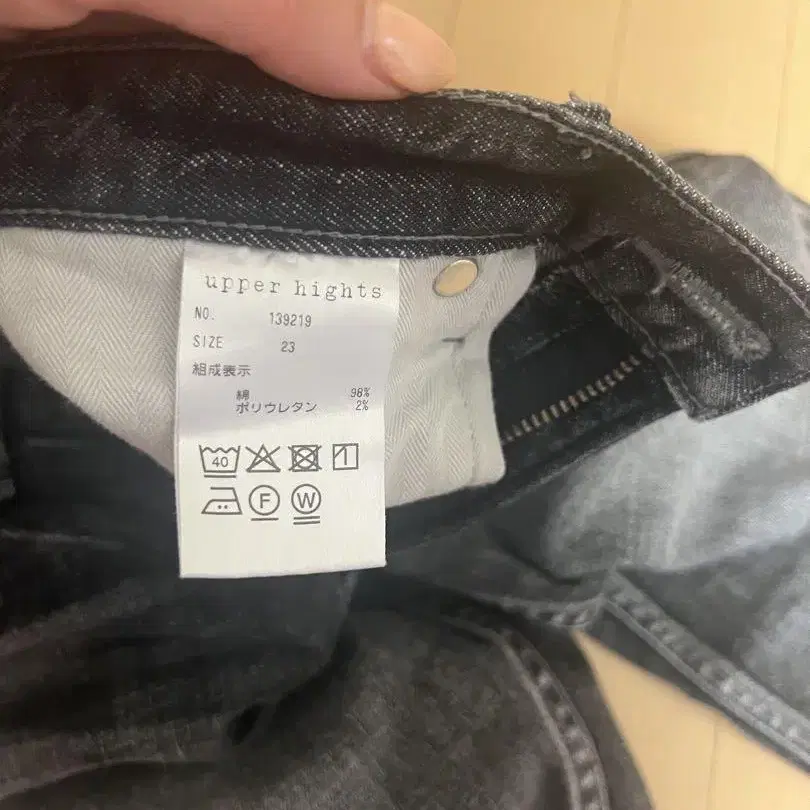 upper hights
NO. 139219
SIZE 23
組成表示
綿 98%
ポリウレタン 2%
40
F W